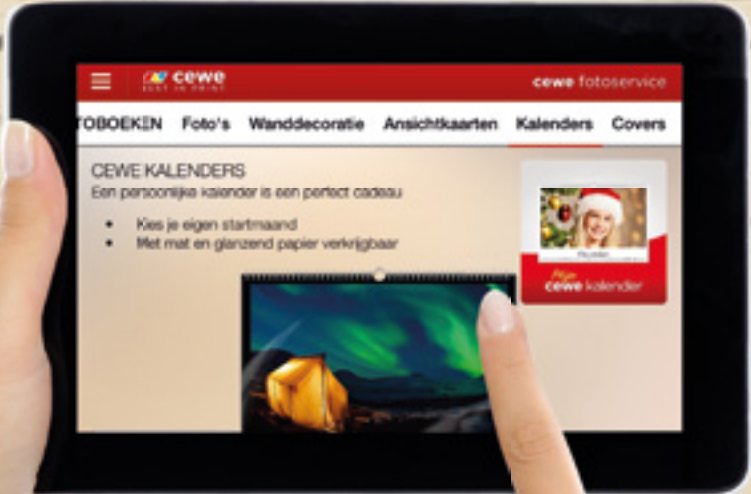 cewe
BEST IN PRINT
cewe fotoservice
TOBOEKEN Foto's Wanddecoratie Ansichtkaarten Kalenders Covers
CEWE KALENDERS
Een persoonlijke kalender is een perfect cadeau
• Kies je eigen startmaand
• Met mat en glanzend papier verkrijgbaar
Mijn
cewe kalender